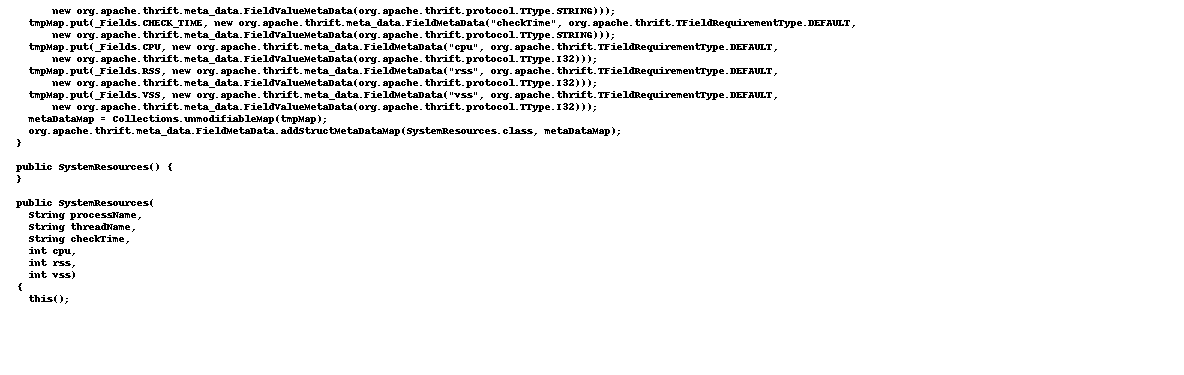 new org.apache.thrift.meta_data.FieldValueMetaData(org.apache.thrift.protocol.TType.STRING)));
tmpMap.put(_Fields.CHECK_TIME, new org.apache.thrift.meta_data.FieldMetaData("checkTime", org.apache.thrift.TFieldRequirementType.DEFAULT,
new org.apache.thrift.meta_data.FieldValueMetaData(org.apache.thrift.protocol.TType.STRING)));
tmpMap.put(_Fields.CPU, new org.apache.thrift.meta_data.FieldMetaData("cpu", org.apache.thrift.TFieldRequirementType.DEFAULT,
new org.apache.thrift.meta_data.FieldValueMetaData(org.apache.thrift.protocol.TType.I32)));
tmpMap.put(_Fields.RSS, new org.apache.thrift.meta_data.FieldMetaData("rss", org.apache.thrift.TFieldRequirementType.DEFAULT,
new org.apache.thrift.meta_data.FieldValueMetaData(org.apache.thrift.protocol.TType.I32)));
tmpMap.put(_Fields.VSS, new org.apache.thrift.meta_data.FieldMetaData("vss", org.apache.thrift.TFieldRequirementType.DEFAULT,
new org.apache.thrift.meta_data.FieldValueMetaData(org.apache.thrift.protocol.TType.I32)));
metaDataMap = Collections.unmodifiableMap(tmpMap);
org.apache.thrift.meta_data.FieldMetaData.addStructMetaDataMap(SystemResources.class, metaDataMap);
}
public SystemResources() {
}
public SystemResources(
String processName,
String threadName,
String checkTime,
int cpu,
int rss,
int vss)
{
this();